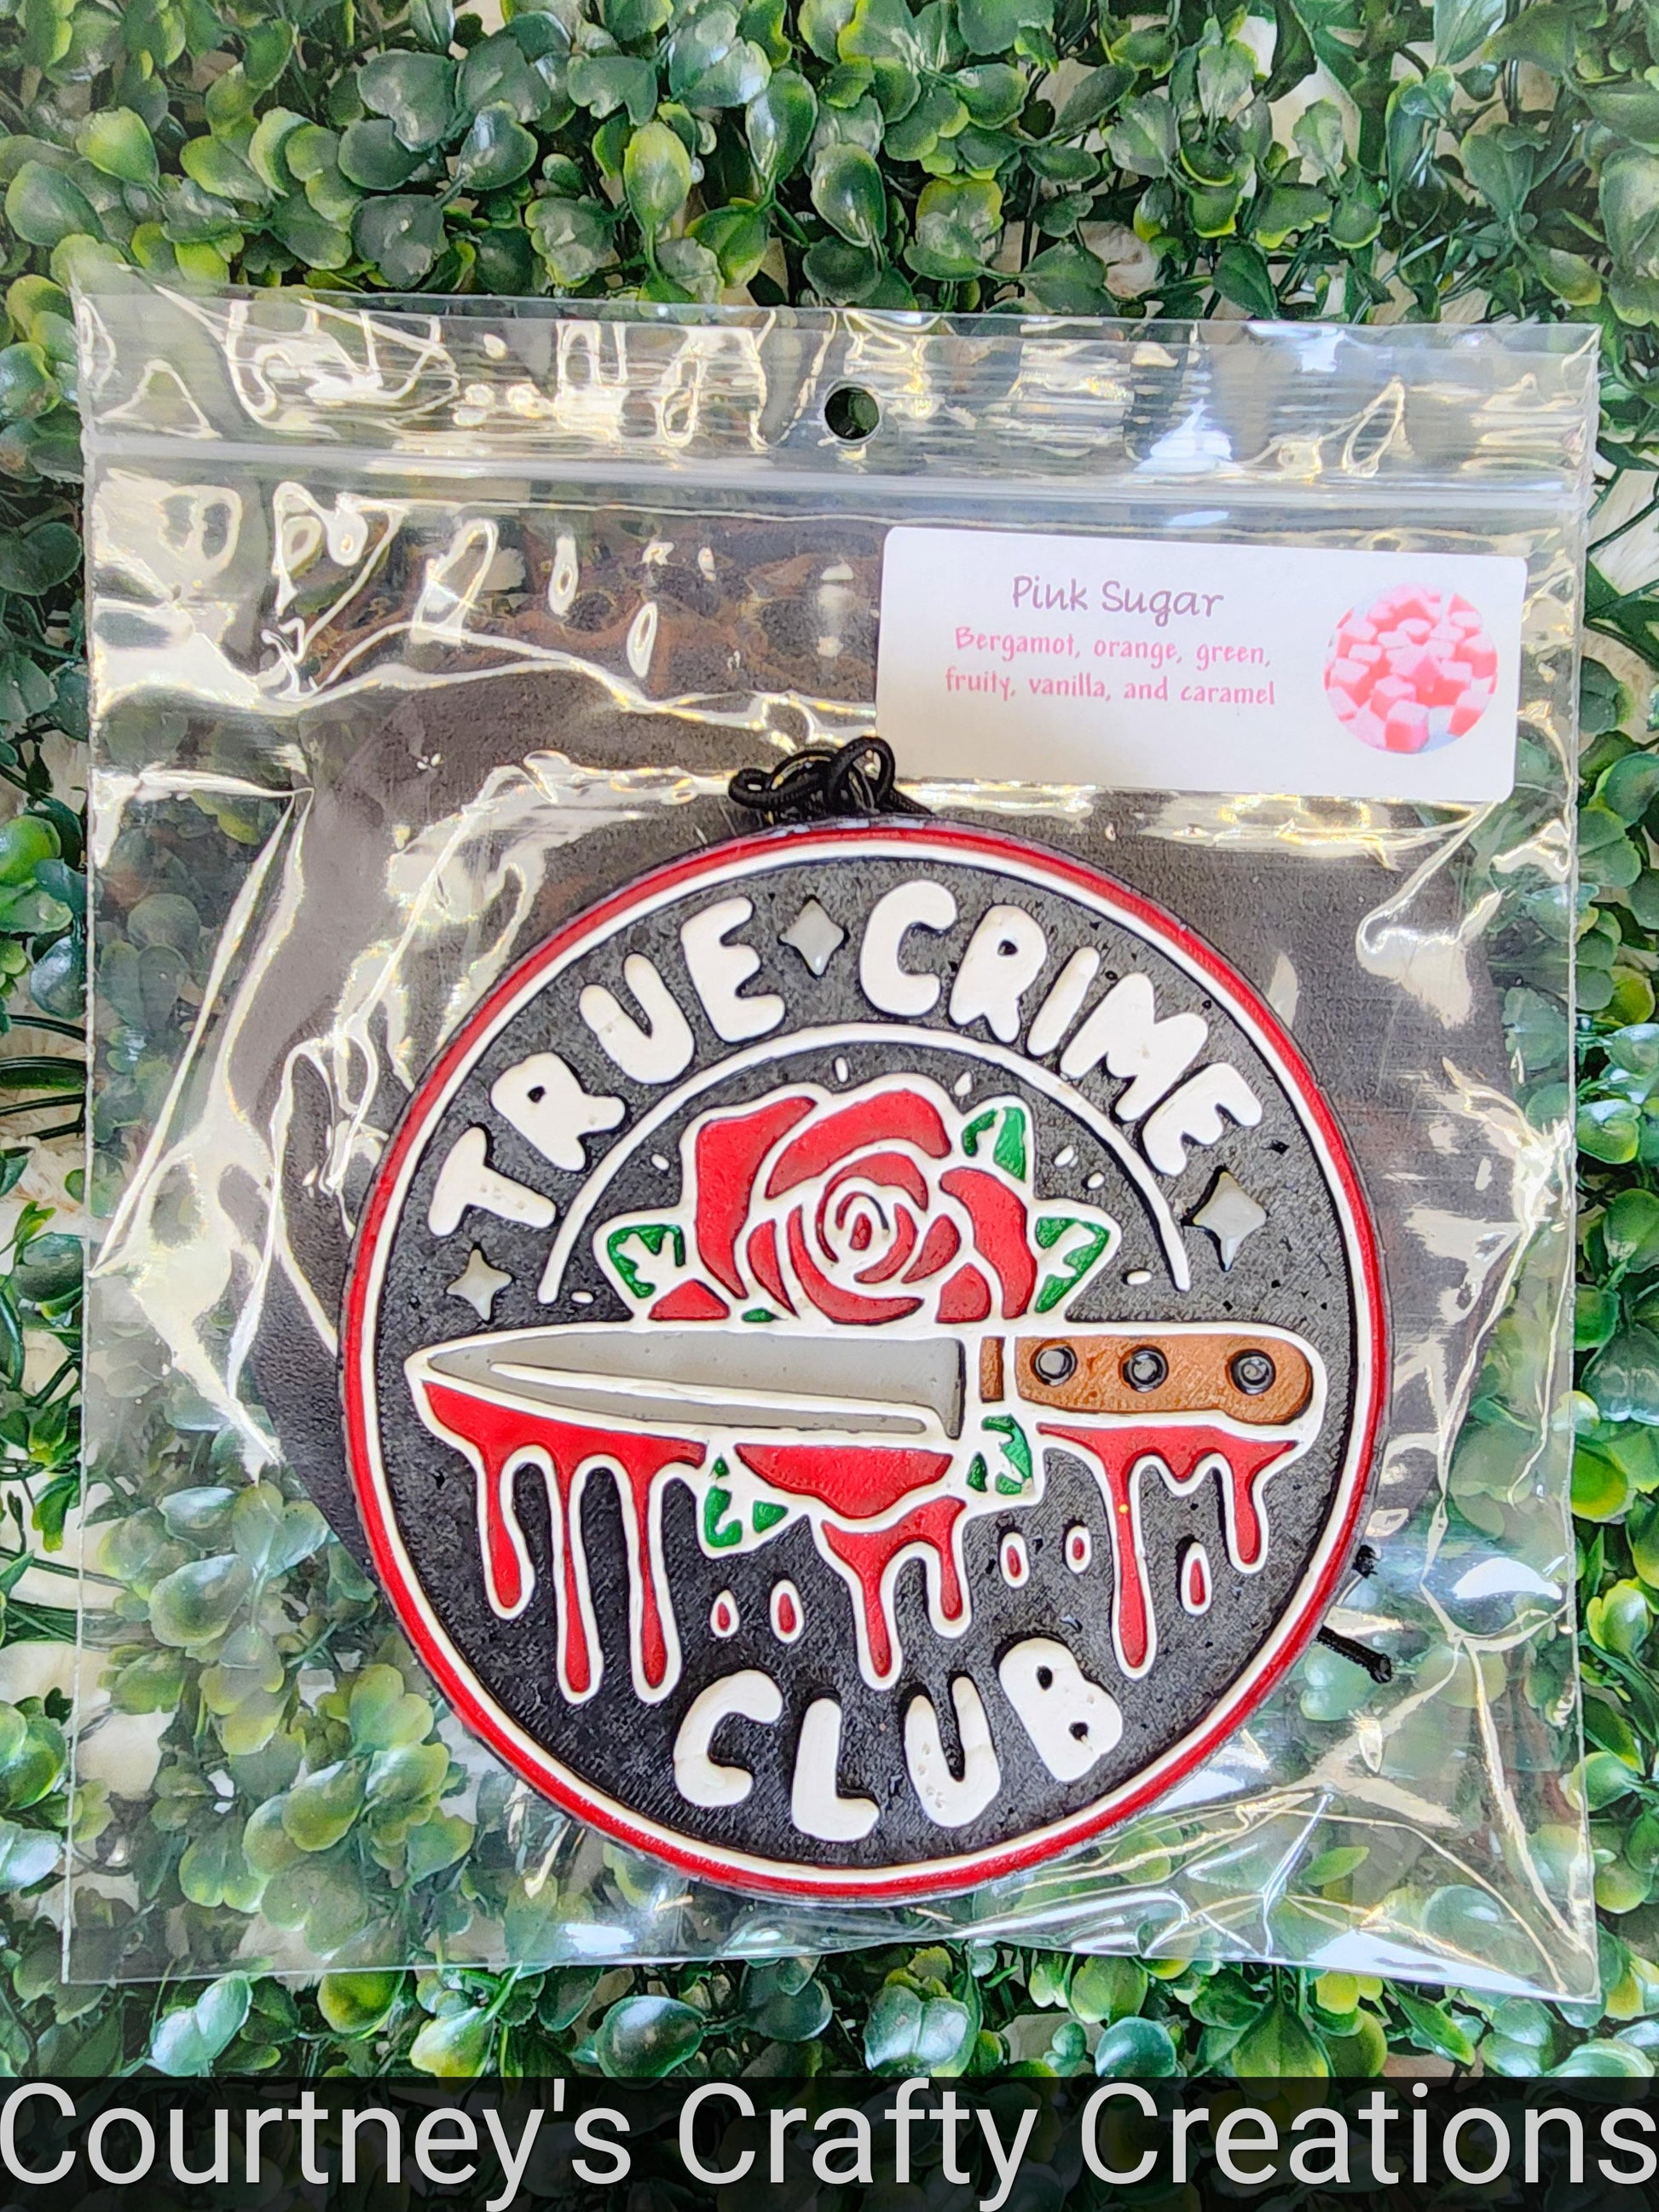 Pink Sugar
Bergamot, orange, green,
fruity, vanilla, and caramel
TRUE CRIME
CLUB
Courtney's Crafty Creations